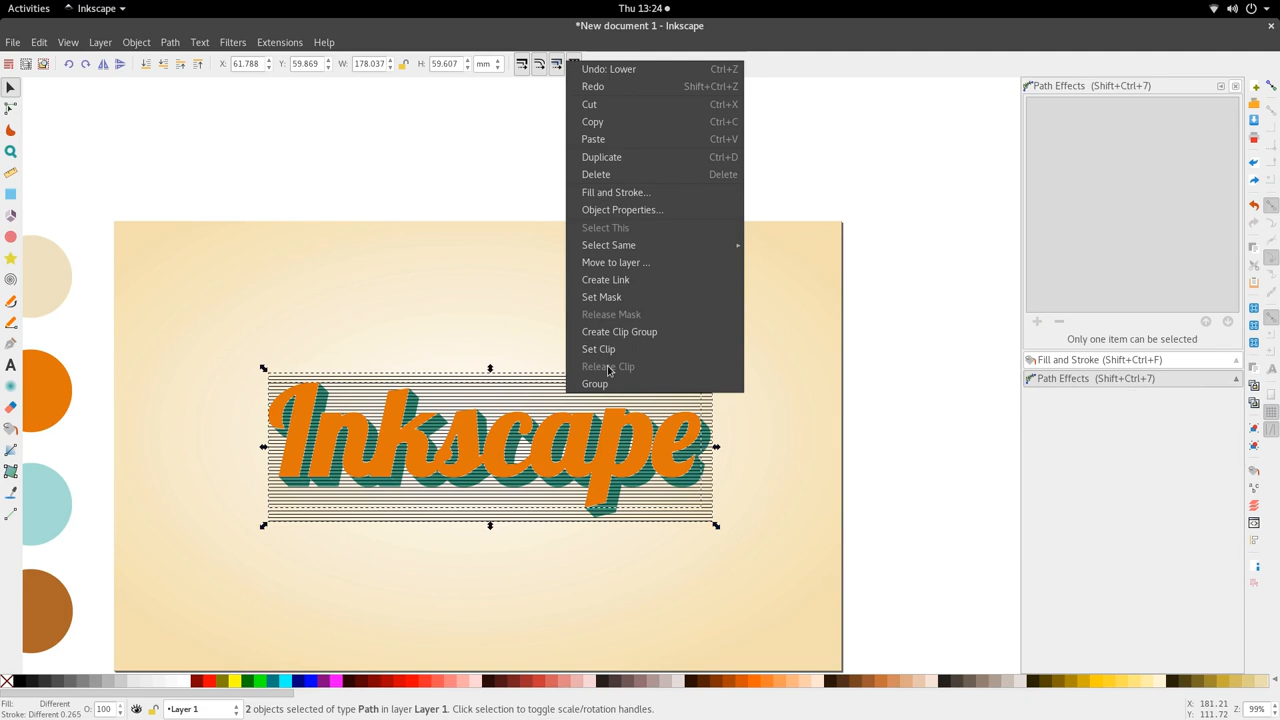 Activities
Inkscape
Thu 13:24
*New document 1 - Inkscape
File Edit View Layer Object Path Text Filters Extensions Help
X: 61.788 Y: 59.869 W: 178.037 H: 59.607 mm
Undo: Lower Ctrl+Z
Redo Shift+Ctrl+Z
Cut Ctrl+X
Copy Ctrl+C
Paste Ctrl+V
Duplicate Ctrl+D
Delete Delete
Fill and Stroke...
Object Properties...
Select This
Select Same
Move to layer ...
Create Link
Set Mask
Release Mask
Create Clip Group
Set Clip
Release Clip
Group
Path Effects (Shift+Ctrl+7)
Only one item can be selected
Fill and Stroke (Shift+Ctrl+F)
Path Effects (Shift+Ctrl+7)
Inkscape
Fill: Different
Stroke: Different 0.265
O: 100
•Layer 1
2 objects selected of type Path in layer Layer 1. Click selection to toggle scale/rotation handles.
X: 181.21
Y: 111.72
Z: 99%